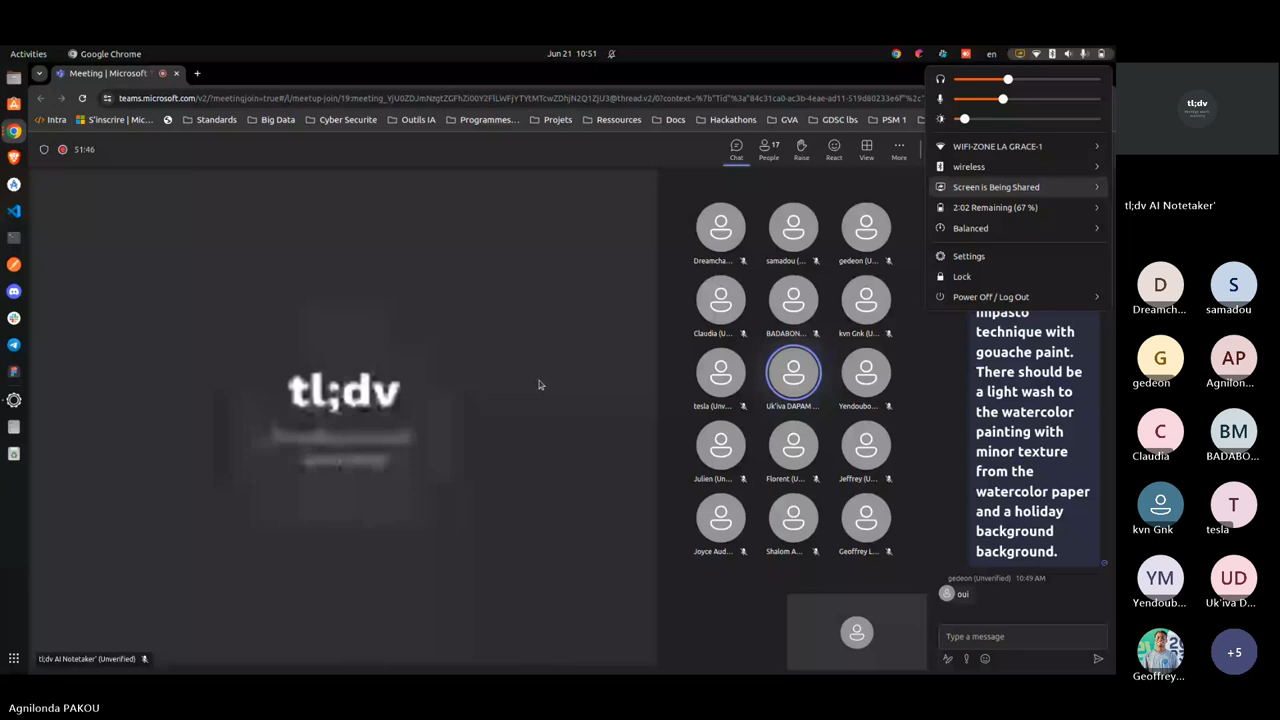 Activities
Google Chrome
Jun 21 10:51
en
Meeting | Microsoft
teams.microsoft.com/v2/?meetingjoin=true#/l/meetup-join/19:meeting_
Intra
S'inscrire | Mic...
Standards
Big Data
Cyber Securite
Outils IA
Programmes...
Projets
Ressources
Docs
Hackathons
GVA
GDSC lbs
PSM 1
51:46
Chat
17
People
Raise
React
View
More
WIFI-ZONE LA GRACE-1
wireless
Screen is Being Shared
2:02 Remaining (67 %)
Balanced
Settings
Lock
Power Off / Log Out
tl;dv
Dreamcha...
samadou (...
gedeon (U...
Claudia (U...
BADABON...
kvn Gnk (U...
tesla (Unv...
Uk'iva DAPAM ...
Yendoubo...
Julien (Un...
Florent (U...
Jeffrey (U...
Joyce Aud...
Shalom A...
Geoffrey L...
impasto
technique with
gouache paint.
There should be
a light wash to
the watercolor
painting with
minor texture
from the
watercolor paper
and a holiday
background
background.
gedeon (Unverified) 10:49 AM
oui
Type a message
tl;dv AI Notetaker' (Unverified)
tl;dv
tl;dv AI Notetaker'
D
Dreamch...
S
samadou
G
gedeon
AP
Agnilon...
C
Claudia
BM
BADABO...
kvn Gnk
T
tesla
YM
Yendoub...
UD
Uk'iva D...
Geoffrey...
+5
Agnilonda PAKOU